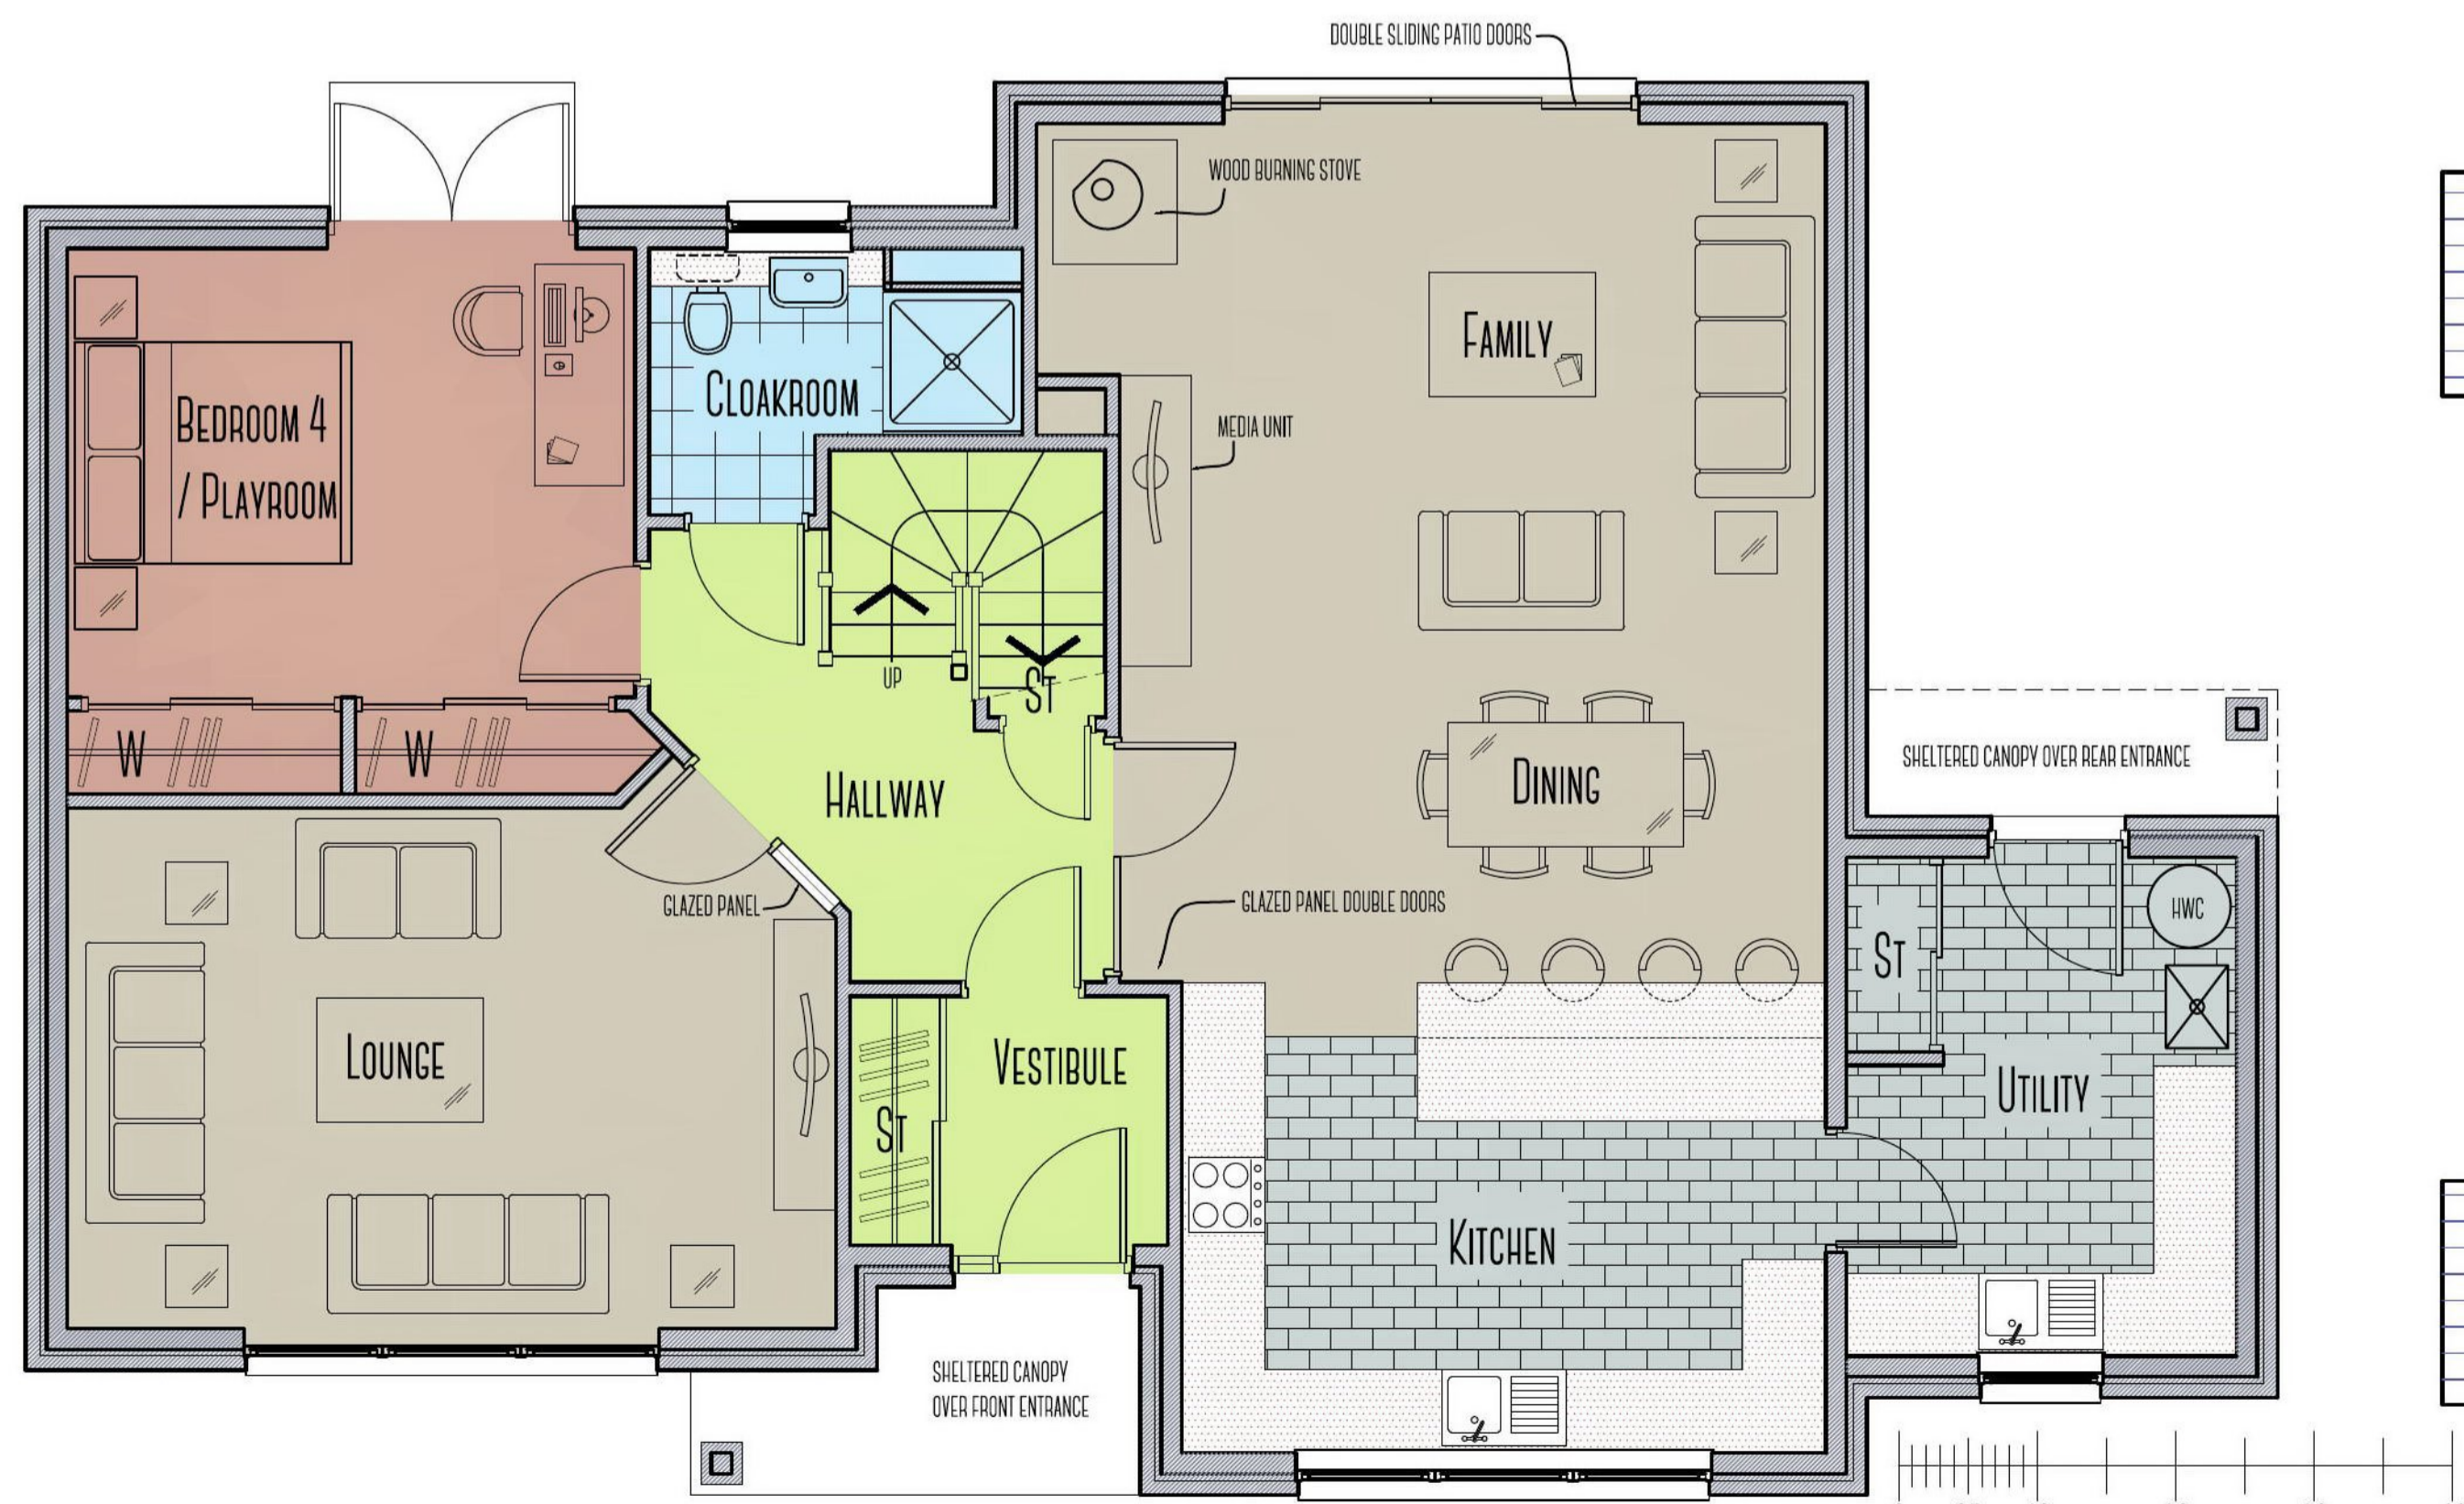 DOUBLE SLIDING PATIO DOORS
WOOD BURNING STOVE
FAMILY
CLOAKROOM
BEDROOM 4
/ PLAYROOM
MEDIA UNIT
UP
ST
W
W
HALLWAY
DINING
SHELTERED CANOPY OVER REAR ENTRANCE
GLAZED PANEL
GLAZED PANEL DOUBLE DOORS
HWC
ST
LOUNGE
VESTIBULE
ST
UTILITY
KITCHEN
SHELTERED CANOPY
OVER FRONT ENTRANCE